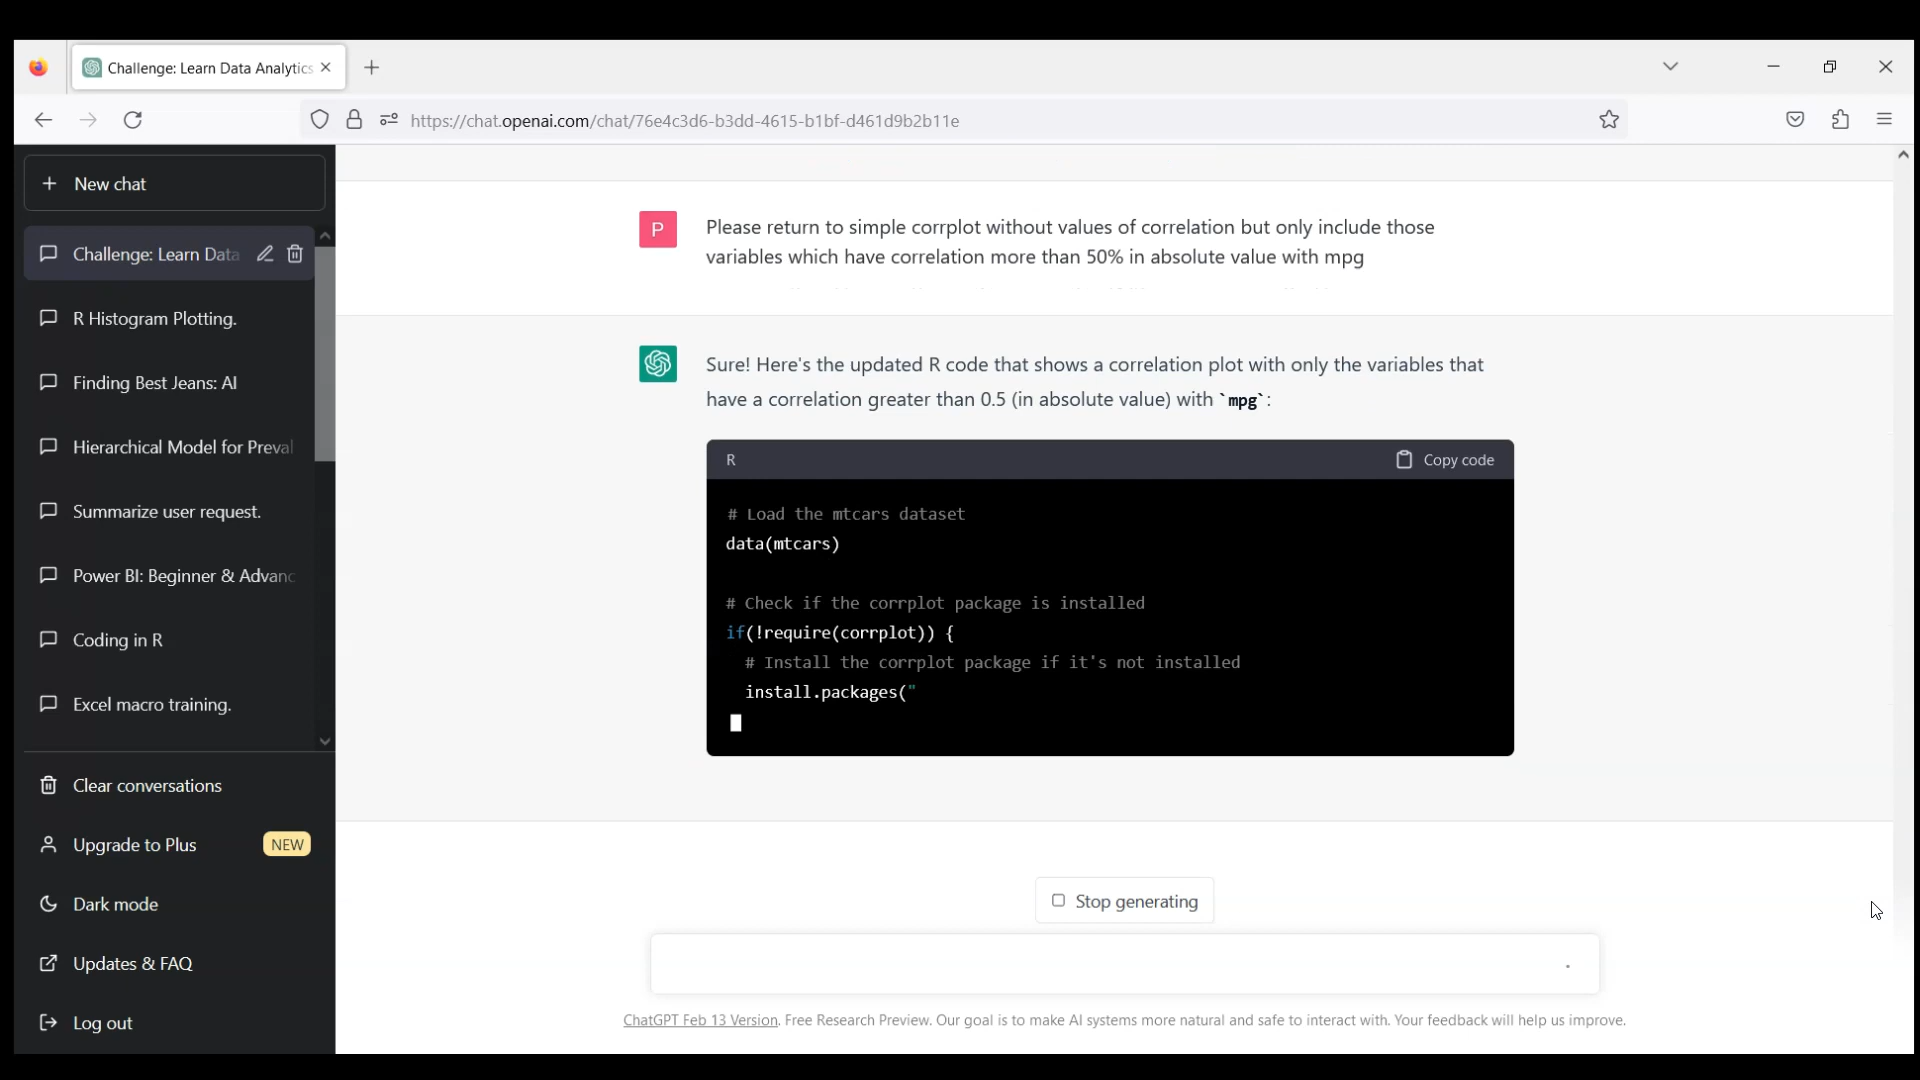 Challenge: Learn Data Analytics
https://chat.openai.com/chat/76e4c3d6-b3dd-4615-b1bf-d461d9b2b11e
New chat
Challenge: Learn Data
R Histogram Plotting.
Finding Best Jeans: AI
Hierarchical Model for Preval
Summarize user request.
Power BI: Beginner & Advanc
Coding in R
Excel macro training.
Clear conversations
Upgrade to Plus NEW
Dark mode
Updates & FAQ
Log out
P
Please return to simple corrplot without values of correlation but only include those
variables which have correlation more than 50% in absolute value with mpg
Sure! Here's the updated R code that shows a correlation plot with only the variables that
have a correlation greater than 0.5 (in absolute value) with `mpg`:
R Copy code
# Load the mtcars dataset
data(mtcars)
# Check if the corrplot package is installed
if(!require(corrplot)) {
# Install the corrplot package if it's not installed
install.packages("
Stop generating
ChatGPT Feb 13 Version. Free Research Preview. Our goal is to make AI systems more natural and safe to interact with. Your feedback will help us improve.